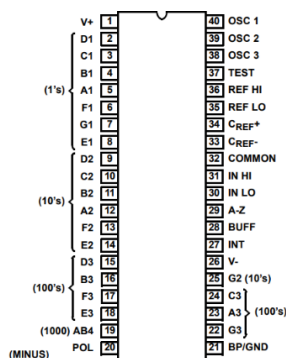 V+ 1 40 OSC 1
D1 2 39 OSC 2
C1 3 38 OSC 3
B1 4 37 TEST
(1's) A1 5 36 REF HI
F1 6 35 REF LO
G1 7 34 CREF+
E1 8 33 CREF-
D2 9 32 COMMON
C2 10 31 IN HI
(10's) B2 11 30 IN LO
A2 12 29 A-Z
F2 13 28 BUFF
E2 14 27 INT
D3 15 26 V-
(100's) B3 16 25 G2 (10's)
F3 17 24 C3
E3 18 23 A3 (100's)
(1000) AB4 19 22 G3
(MINUS) POL 20 21 BP/GND